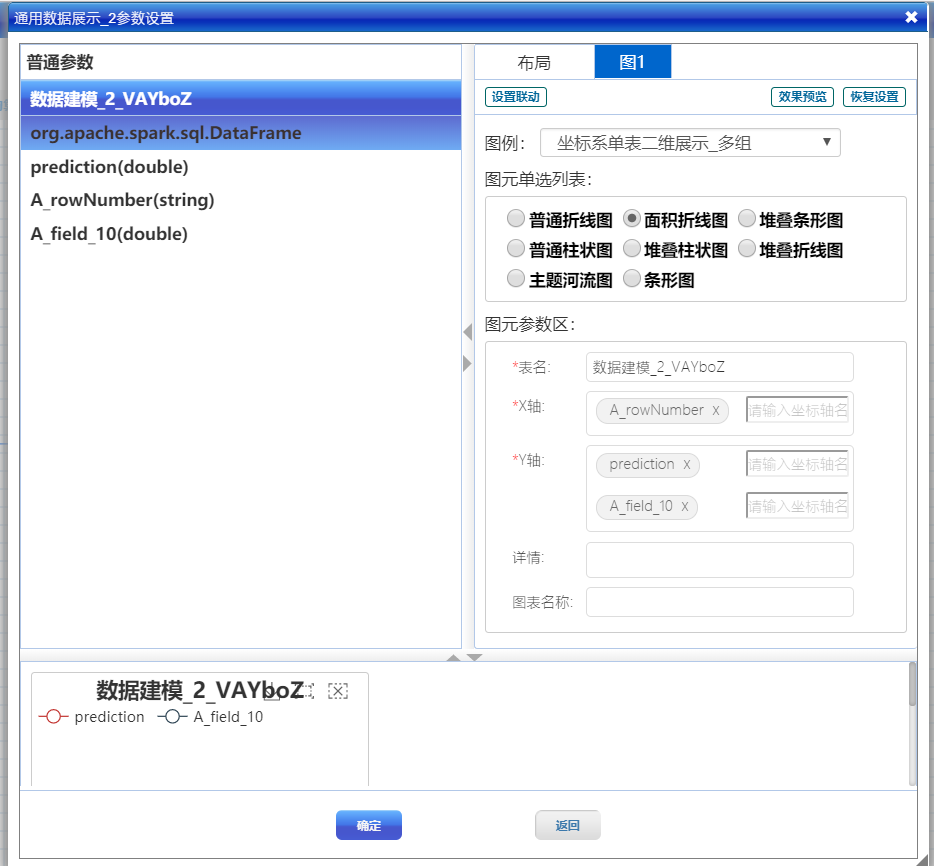 通用数据展示_2参数设置
普通参数
数据建模_2_VAYboZ
org.apache.spark.sql.DataFrame
prediction(double)
A_rowNumber(string)
A_field_10(double)
布局 图1
设置联动 效果预览 恢复设置
图例: 坐标系单表二维展示_多组
图元单选列表:
普通折线图 面积折线图 堆叠条形图
普通柱状图 堆叠柱状图 堆叠折线图
主题河流图 条形图
图元参数区:
*表名: 数据建模_2_VAYboZ
*X轴: A_rowNumber x 请输入坐标轴名
*Y轴: prediction x 请输入坐标轴名
A_field_10 x 请输入坐标轴名
详情:
图表名称:
数据建模_2_VAYboZ
prediction A_field_10
确定 返回